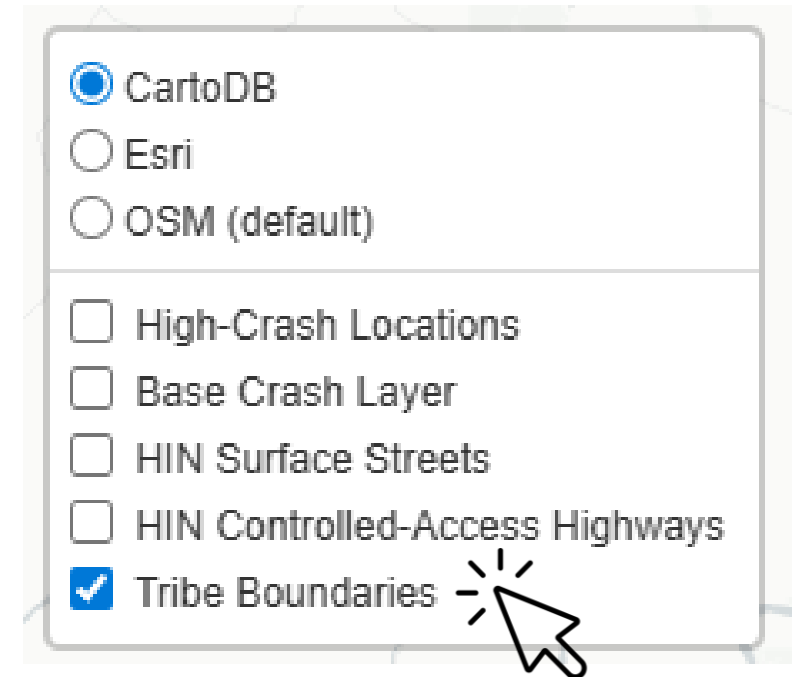 CartoDB
Esri
OSM (default)
High-Crash Locations
Base Crash Layer
HIN Surface Streets
HIN Controlled-Access Highways
Tribe Boundaries